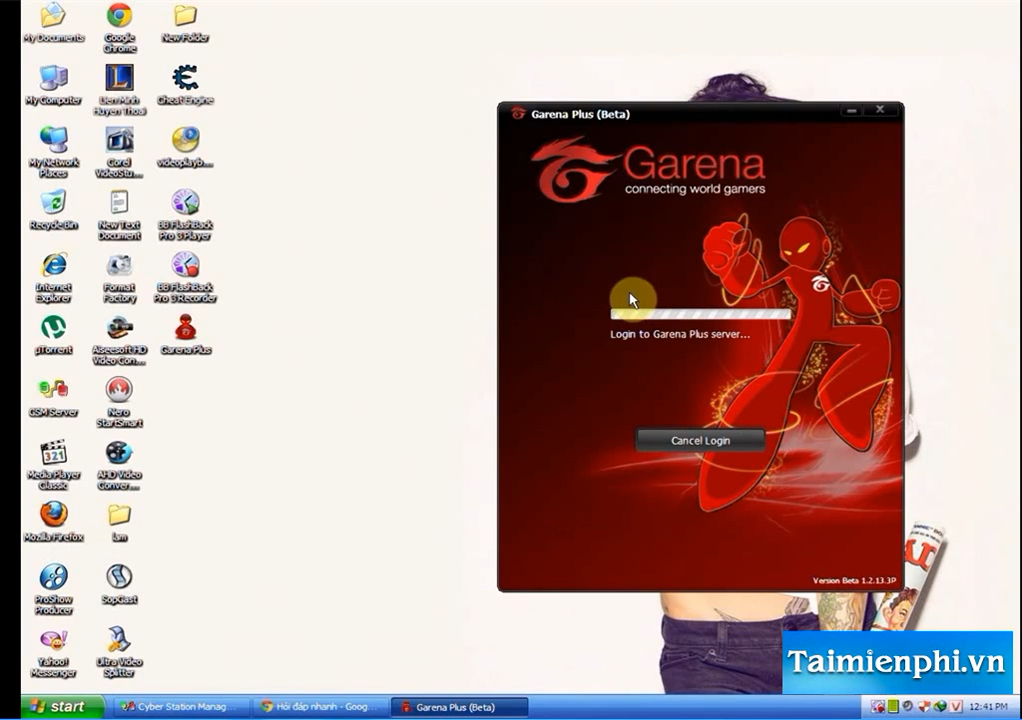 My Documents
Google
Chrome
New Folder
My Computer
Lien Minh
Huyen Thoai
Cheat Engine
My Network
Places
Corel
VideoStu...
videoplayb...
Recycle Bin
New Text
Document
BB FlashBack
Pro 3 Player
Internet
Explorer
Format
Factory
BB FlashBack
Pro 3 Recorder
µTorrent
Aiseesoft HD
Video Con...
Garena Plus
CSM Server
Nero
StartSmart
321
Media Player
Classic
AHD Video
Conver...
Mozilla Firefox
lam
ProShow
Producer
SopCast
Yahoo!
Messenger
Ultra Video
Splitter
Garena Plus (Beta)
Garena
connecting world gamers
Login to Garena Plus server...
Cancel Login
Version Beta 1.2.13.3P
Taimienphi.vn
start
Cyber Station Manag...
Hỏi đáp nhanh - Goog...
Garena Plus (Beta)
12:41 PM